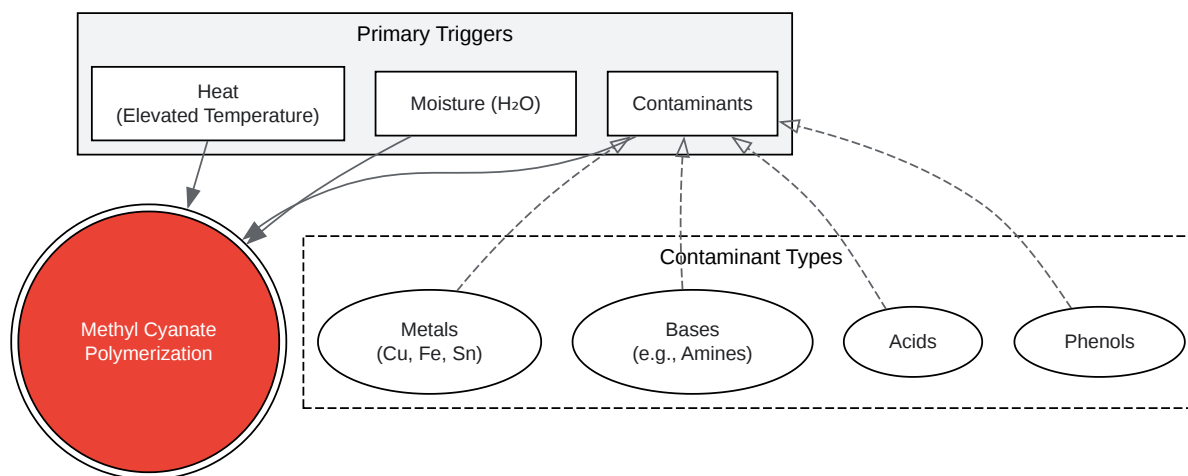 Primary Triggers
Heat
(Elevated Temperature)
Moisture (H₂O)
Contaminants
Contaminant Types
Methyl Cyanate
Polymerization
Metals
(Cu, Fe, Sn)
Bases
(e.g., Amines)
Acids
Phenols